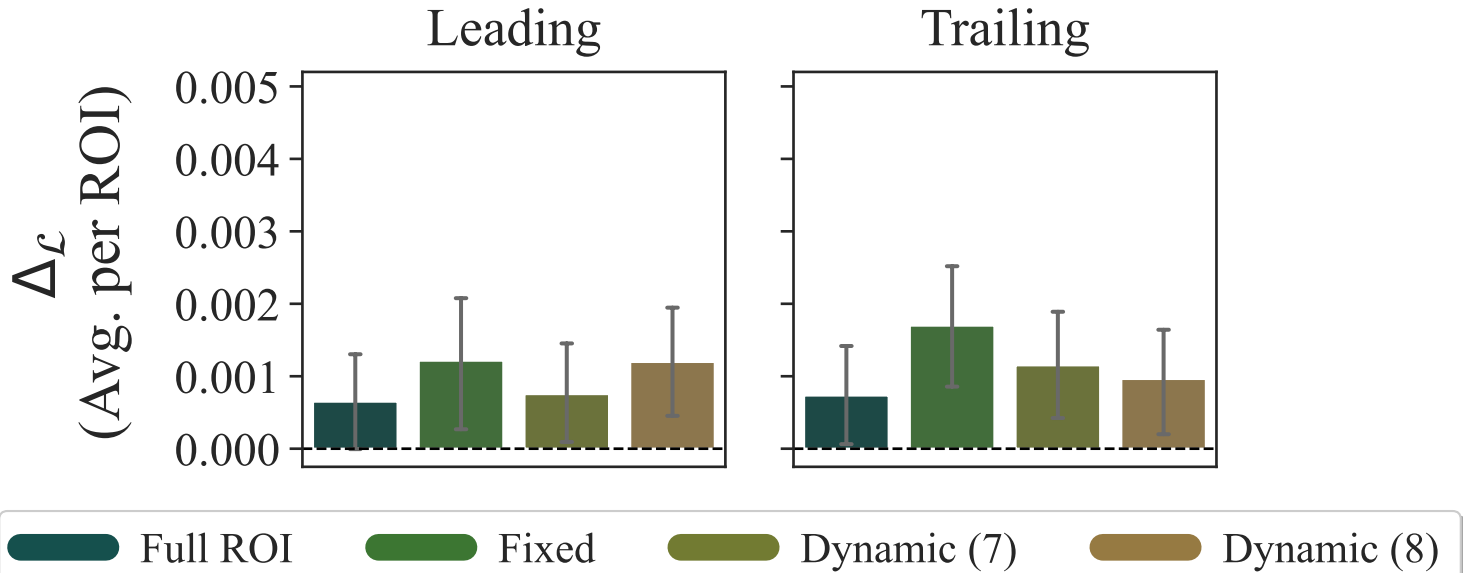 Leading
Trailing
Δℒ
(Avg. per ROI)
0.005
0.004
0.003
0.002
0.001
0.000
Full ROI
Fixed
Dynamic (7)
Dynamic (8)